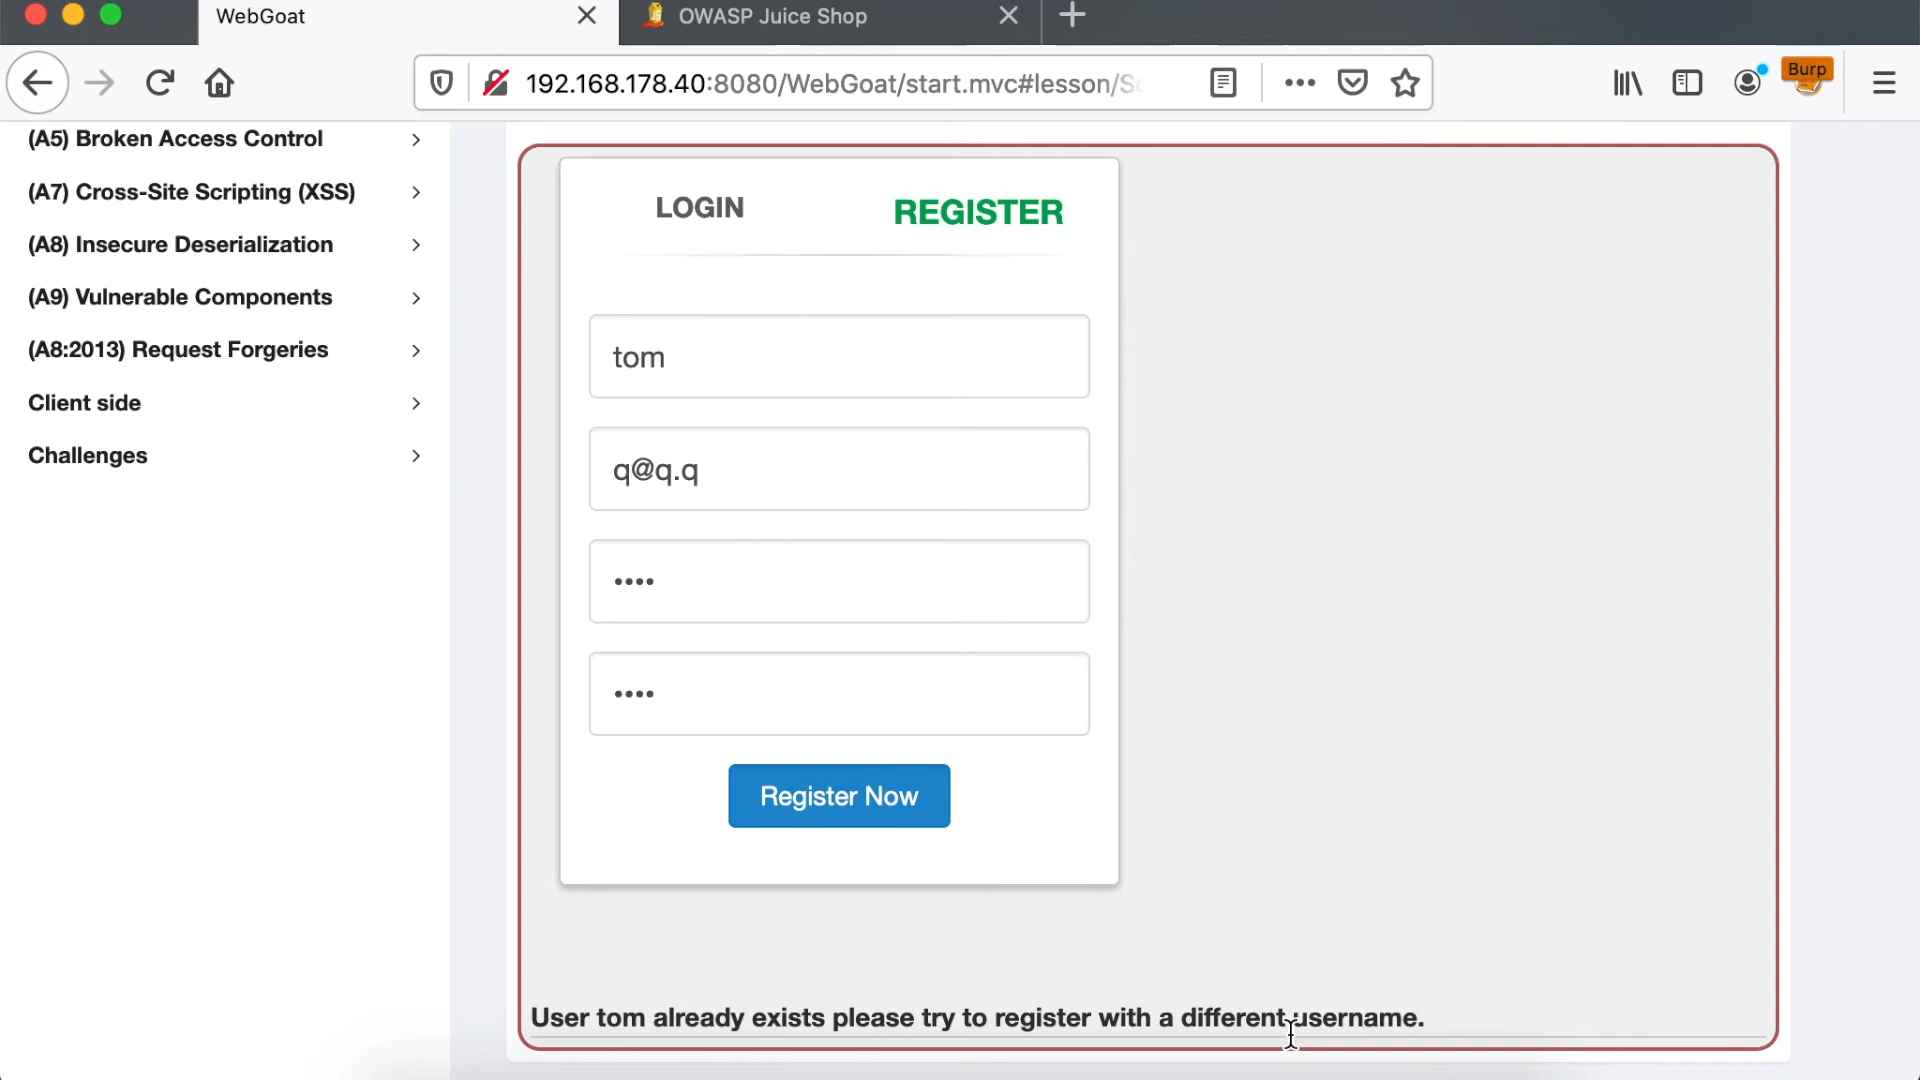 WebGoat
OWASP Juice Shop
192.168.178.40:8080/WebGoat/start.mvc#lesson/S
Burp
(A5) Broken Access Control
(A7) Cross-Site Scripting (XSS)
(A8) Insecure Deserialization
(A9) Vulnerable Components
(A8:2013) Request Forgeries
Client side
Challenges
LOGIN
REGISTER
tom
q@q.q
••••
••••
Register Now
User tom already exists please try to register with a different username.